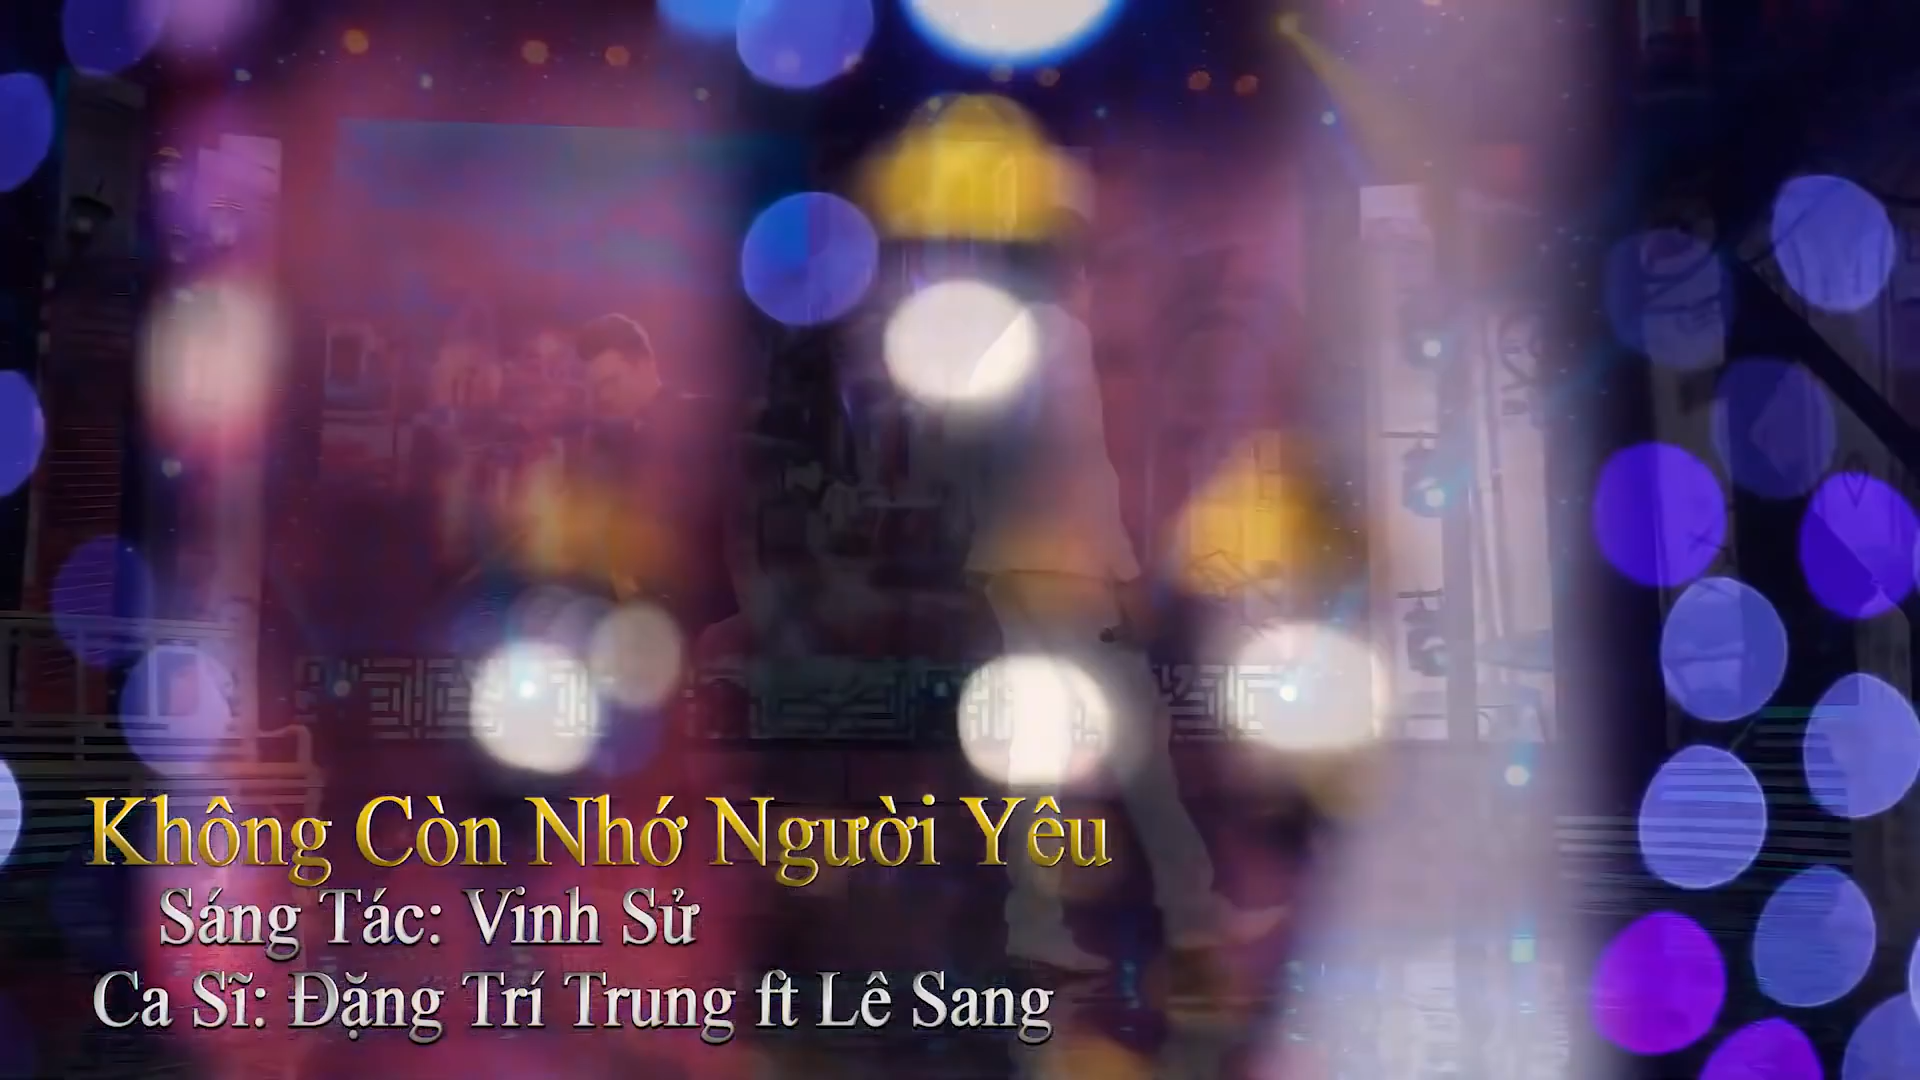 Không Còn Nhớ Người Yêu
Sáng Tác: Vinh Sử
Ca Sĩ: Đặng Trí Trung ft Lê Sang